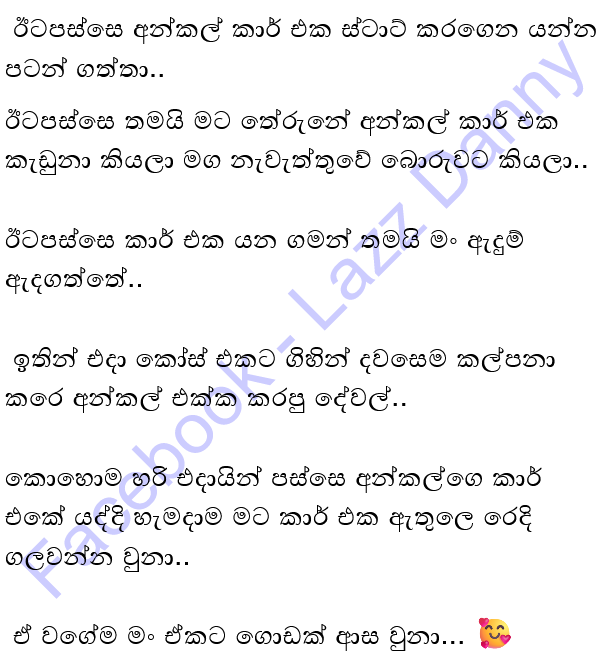 ඊටපස්සෙ අන්කල් කාර් එක ස්ටාට් කරගෙන යන්න
පටන් ගත්තා..
ඊටපස්සෙ තමයි මට තේරුනේ අන්කල් කාර් එක
කැඩුනා කියලා මග නැවැත්තුවේ බොරුවට කියලා..
ඊටපස්සෙ කාර් එක යන ගමන් තමයි මං ඇඳුම්
ඇදගත්තේ..
ඉතින් එදා කෝස් එකට ගිහින් දවසෙම කල්පනා
කරෙ අන්කල් එක්ක කරපු දේවල්..
කොහොම හරි එදායින් පස්සෙ අන්කල්ගෙ කාර්
එකේ යද්දි හැමදාම මට කාර් එක ඇතුලෙ රෙදි
ගලවන්න වුනා..
ඒ වගේම මං ඒකට ගොඩක් ආස වුනා... 🥰
Facebook - Lazz Danny